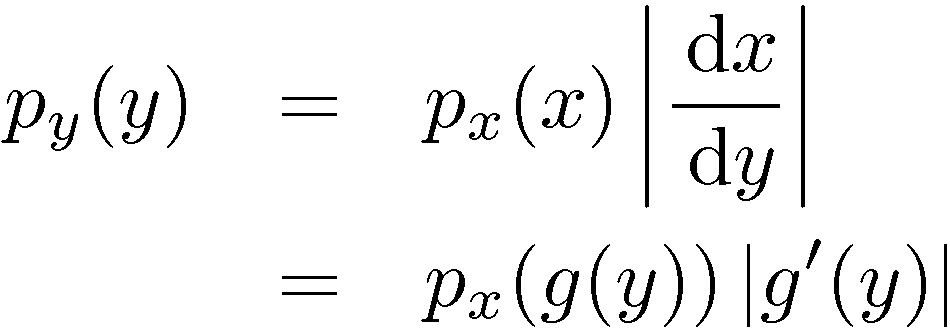 p_y(y) = p_x(x) |dx/dy|
= p_x(g(y)) |g′(y)|